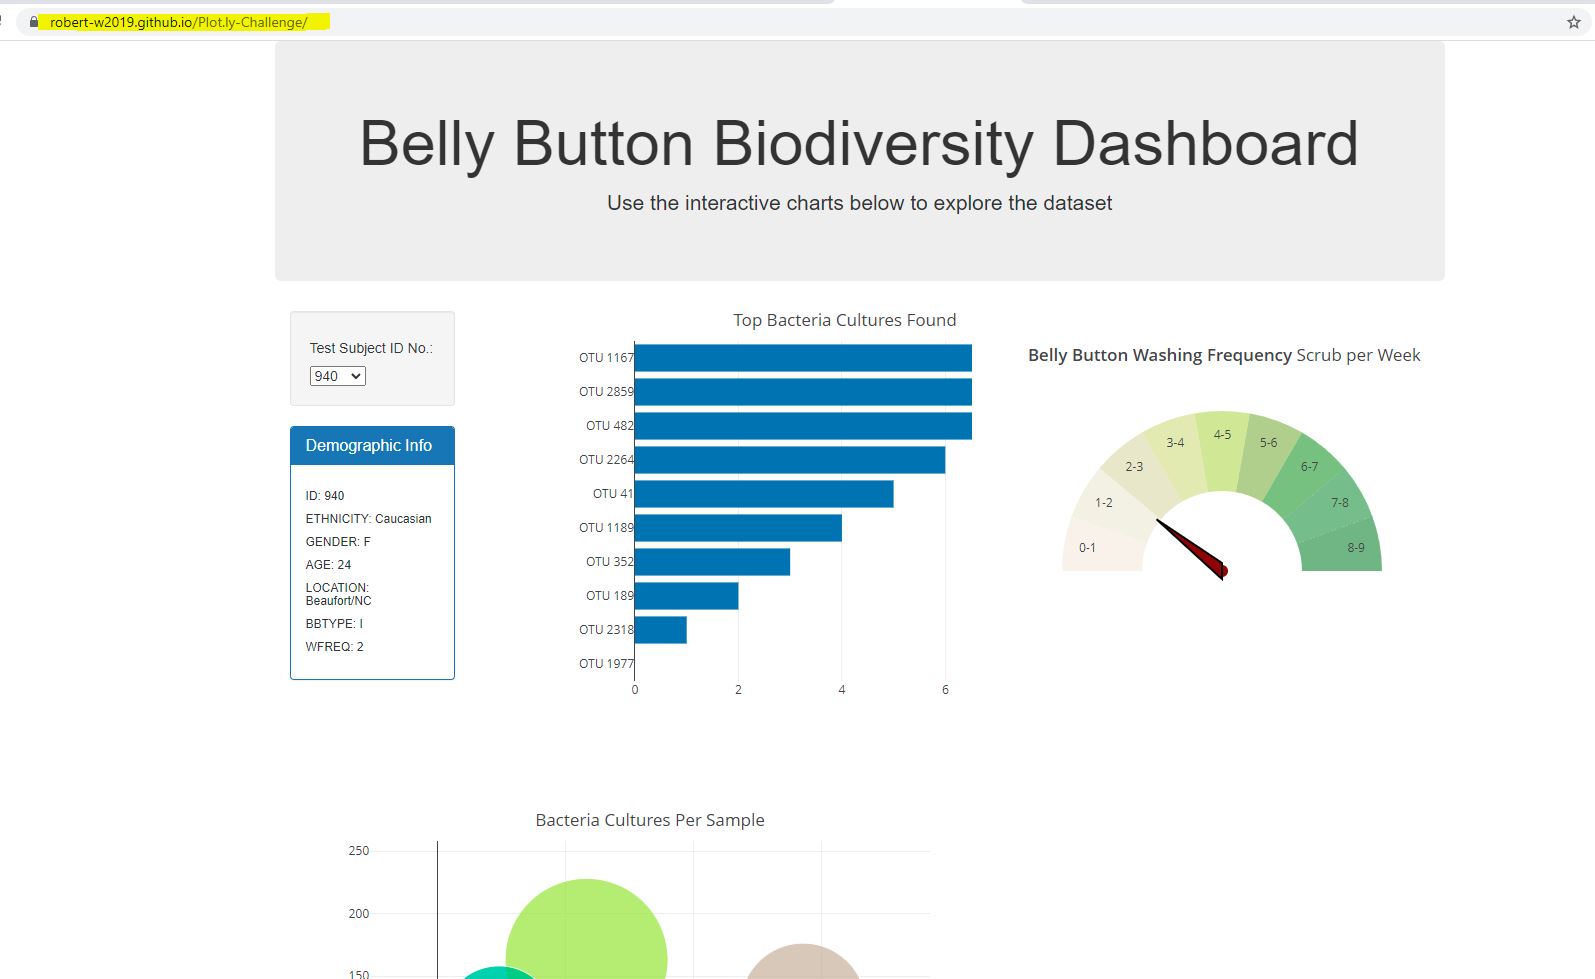 robert-w2019.github.io/Plot.ly-Challenge/
Belly Button Biodiversity Dashboard
Use the interactive charts below to explore the dataset
Test Subject ID No.:
940
Demographic Info
ID: 940
ETHNICITY: Caucasian
GENDER: F
AGE: 24
LOCATION:
Beaufort/NC
BBTYPE: I
WFREQ: 2
Top Bacteria Cultures Found
OTU 1167
OTU 2859
OTU 482
OTU 2264
OTU 41
OTU 1189
OTU 352
OTU 189
OTU 2318
OTU 1977
0 2 4 6
Belly Button Washing Frequency Scrub per Week
0-1
1-2
2-3
3-4
4-5
5-6
6-7
7-8
8-9
Bacteria Cultures Per Sample
250
200
150